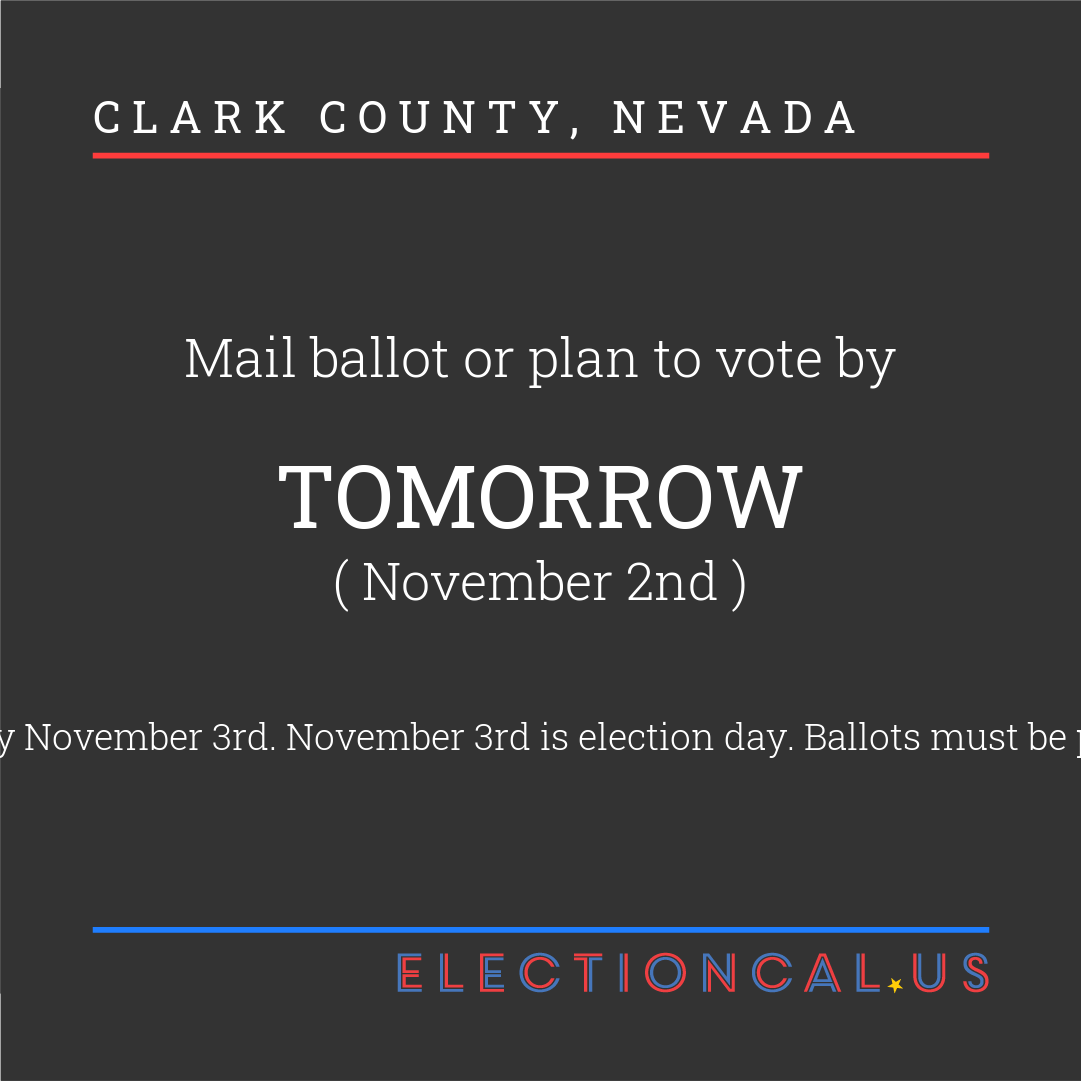 CLARK COUNTY, NEVADA
Mail ballot or plan to vote by
TOMORROW
( November 2nd )
y November 3rd. November 3rd is election day. Ballots must be
ELECTIONCAL.US